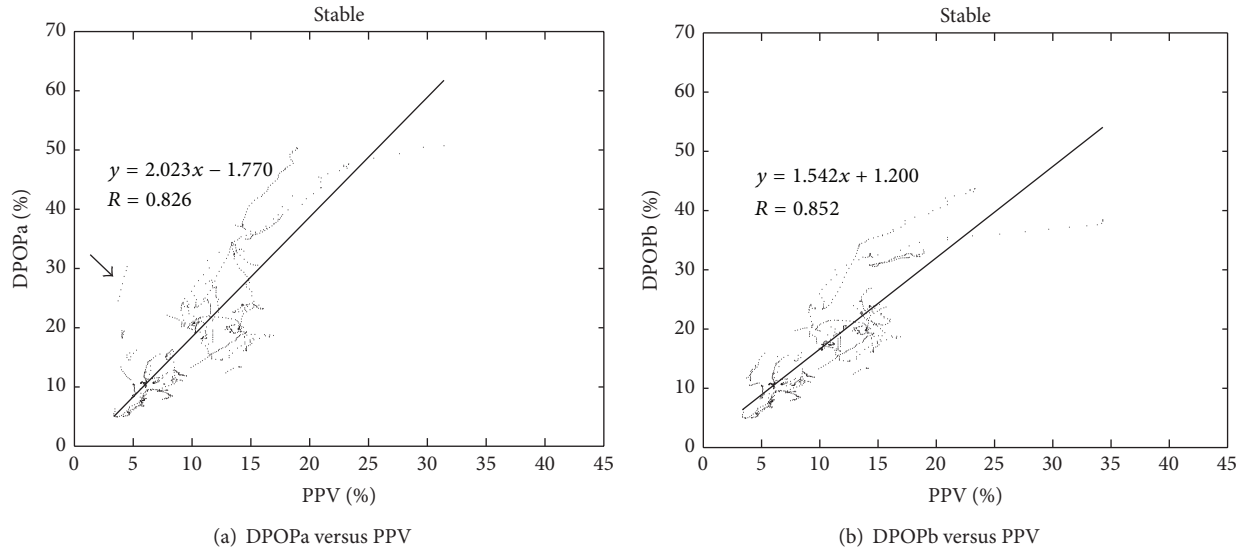 Stable
70
60
50
40
30
20
10
0
DPOPa (%)
y = 2.023x − 1.770
R = 0.826
0 5 10 15 20 25 30 35 40 45
PPV (%)
(a) DPOPa versus PPV
Stable
70
60
50
40
30
20
10
0
DPOPb (%)
y = 1.542x + 1.200
R = 0.852
0 5 10 15 20 25 30 35 40 45
PPV (%)
(b) DPOPb versus PPV